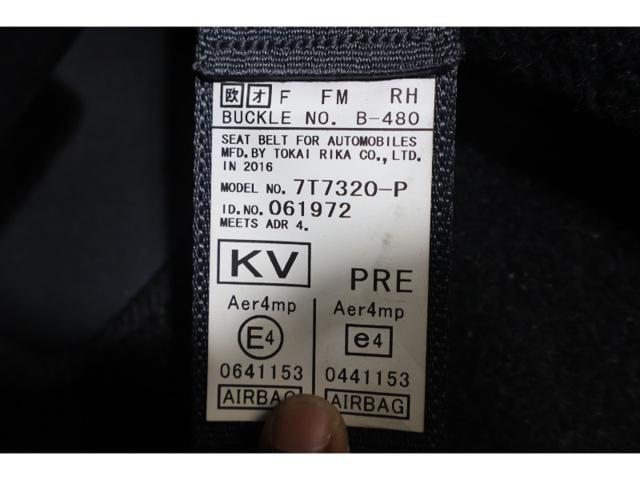 欧 オ F FM RH
BUCKLE NO. B-480
SEAT BELT FOR AUTOMOBILES
MFD.BY TOKAI RIKA CO., LTD.
IN 2016
MODEL NO. 7T7320-P
ID.NO. 061972
MEETS ADR 4.
KV PRE
Aer4mp Aer4mp
E4 e4
0641153 0441153
AIRBAG AIRBAG